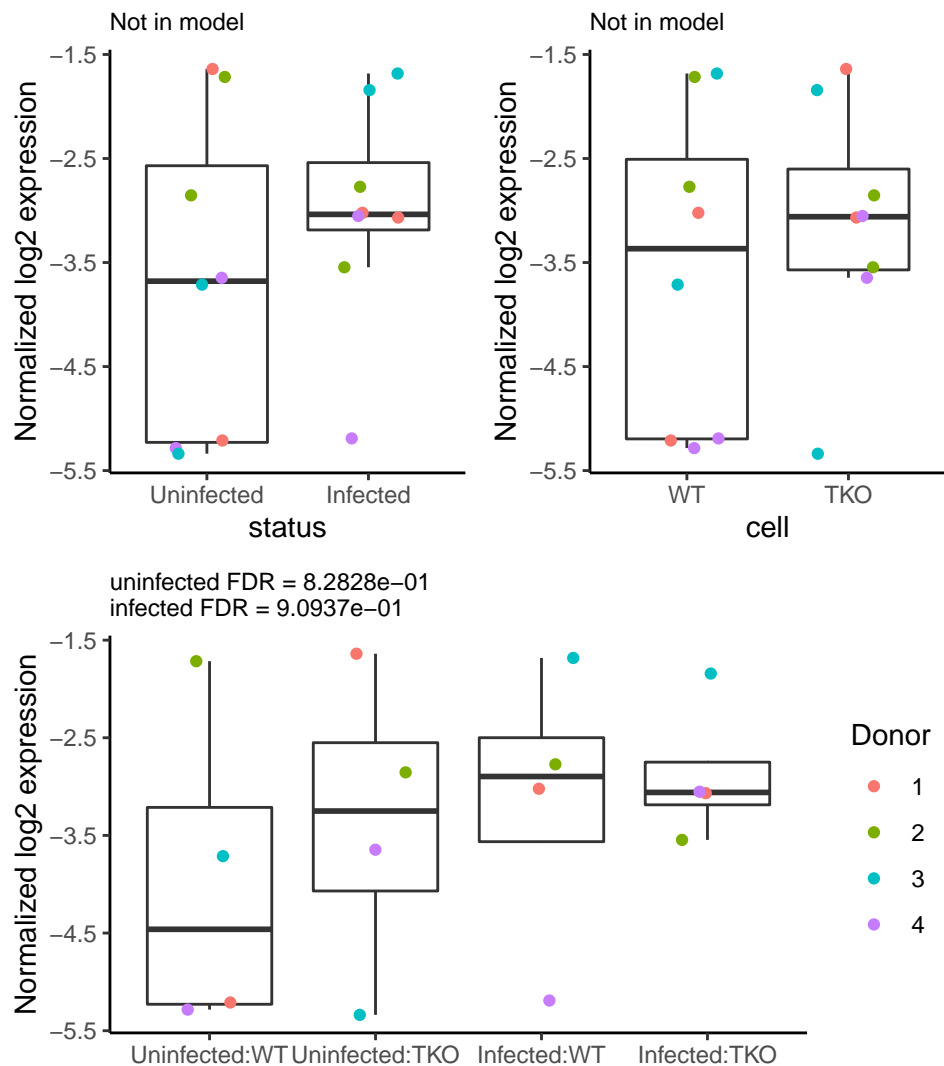 Not in model
Normalized log2 expression
−1.5
−2.5
−3.5
−4.5
−5.5
Uninfected Infected
status
Not in model
Normalized log2 expression
−1.5
−2.5
−3.5
−4.5
−5.5
WT TKO
cell
uninfected FDR = 8.2828e−01
infected FDR = 9.0937e−01
Normalized log2 expression
−1.5
−2.5
−3.5
−4.5
−5.5
Uninfected:WT Uninfected:TKO Infected:WT Infected:TKO
Donor
1
2
3
4